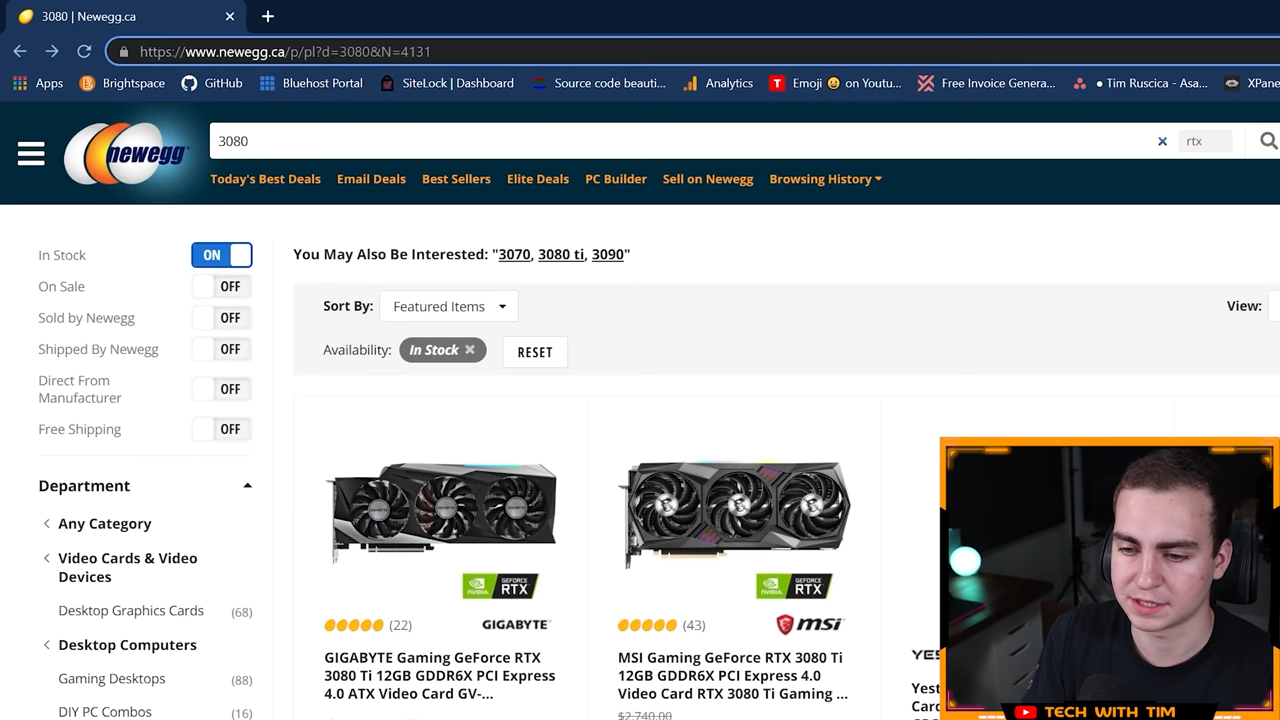 3080 | Newegg.ca
https://www.newegg.ca/p/pl?d=3080&N=4131
Apps Brightspace GitHub Bluehost Portal SiteLock | Dashboard Source code beauti... Analytics Emoji 😀 on Youtu... Free Invoice Genera... • Tim Ruscica - Asa... XPane
newegg
3080
rtx
Today's Best Deals Email Deals Best Sellers Elite Deals PC Builder Sell on Newegg Browsing History
In Stock ON
On Sale OFF
Sold by Newegg OFF
Shipped By Newegg OFF
Direct From
Manufacturer OFF
Free Shipping OFF
Department
Any Category
Video Cards & Video
Devices
Desktop Graphics Cards (68)
Desktop Computers
Gaming Desktops (88)
DIY PC Combos (16)
You May Also Be Interested: "3070, 3080 ti, 3090"
Sort By: Featured Items
View:
Availability: In Stock × RESET
NVIDIA GEFORCE RTX
(22) GIGABYTE
GIGABYTE Gaming GeForce RTX
3080 Ti 12GB GDDR6X PCI Express
4.0 ATX Video Card GV-...
NVIDIA GEFORCE RTX
(43) msi
MSI Gaming GeForce RTX 3080 Ti
12GB GDDR6X PCI Express 4.0
Video Card RTX 3080 Ti Gaming ...
$2,740.00
YES
Yest
Card
TECH WITH TIM